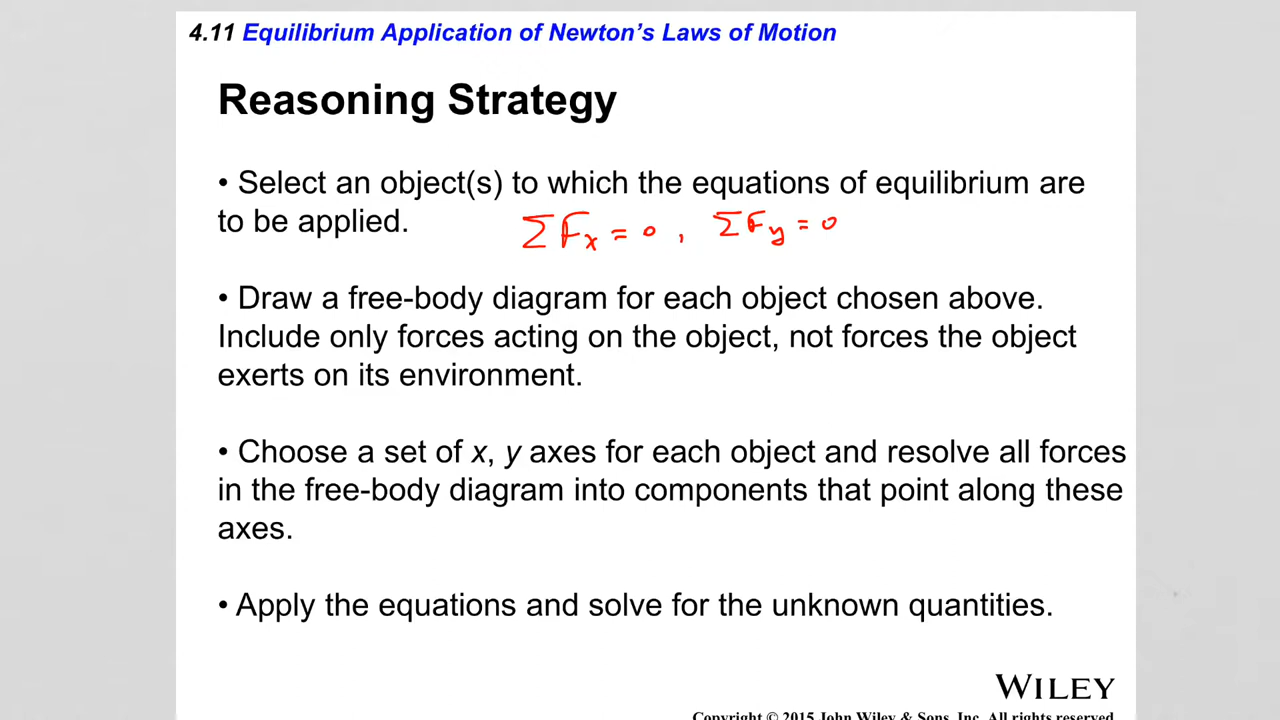 4.11 Equilibrium Application of Newton's Laws of Motion
Reasoning Strategy
• Select an object(s) to which the equations of equilibrium are
to be applied.
ΣFx = 0 , ΣFy = 0
• Draw a free-body diagram for each object chosen above.
Include only forces acting on the object, not forces the object
exerts on its environment.
• Choose a set of x, y axes for each object and resolve all forces
in the free-body diagram into components that point along these
axes.
• Apply the equations and solve for the unknown quantities.
WILEY
Copyright © 2015 John Wiley & Sons, Inc. All rights reserved.